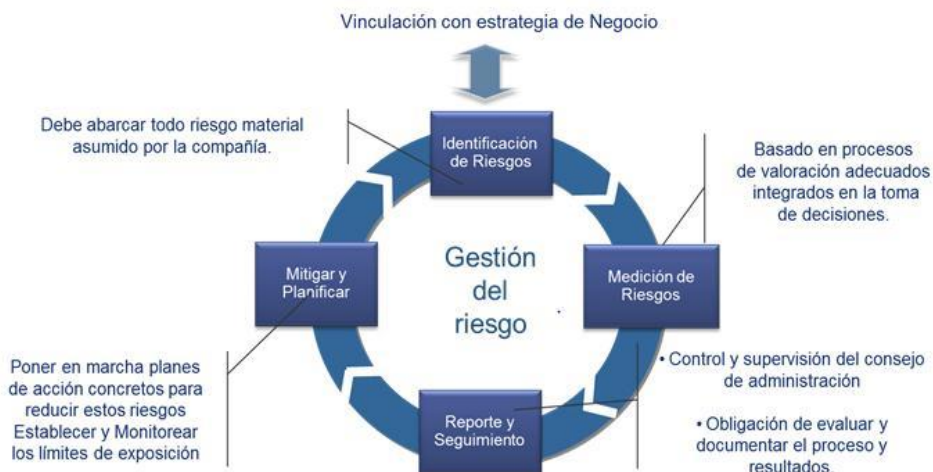 Vinculación con estrategia de Negocio
Debe abarcar todo riesgo material
asumido por la compañía.
Identificación
de Riesgos
Basado en procesos
de valoración adecuados
integrados en la toma
de decisiones.
Mitigar y
Planificar
Gestión
del
riesgo
Medición de
Riesgos
Poner en marcha planes
de acción concretos para
reducir estos riesgos
Establecer y Monitorear
los límites de exposición
Reporte y
Seguimiento
• Control y supervisión del consejo
de administración
• Obligación de evaluar y
documentar el proceso y
resultados.